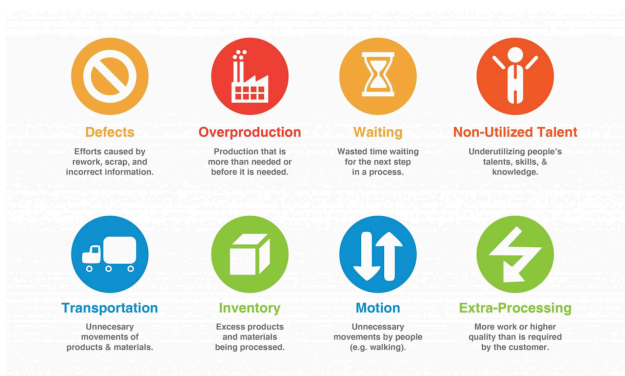 Defects
Efforts caused by
rework, scrap, and
incorrect information.
Overproduction
Production that is
more than needed or
before it is needed.
Waiting
Wasted time waiting
for the next step
in a process.
Non-Utilized Talent
Underutilizing people's
talents, skills, &
knowledge.
Transportation
Unnecesary
movements of
products & materials.
Inventory
Excess products
and materials
being processed.
Motion
Unnecessary
movements by people
(e.g. walking).
Extra-Processing
More work or higher
quality than is required
by the customer.